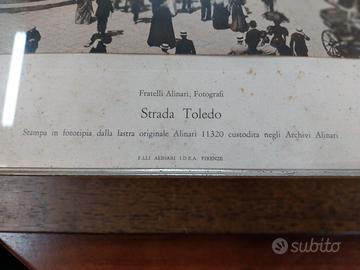 Fratelli Alinari, Fotografi
Strada Toledo
Stampa in fototipia dalla lastra originale Alinari 11320 custodita negli Archivi Alinari
F.LLI ALINARI I.D.E.A. FIRENZE
subito